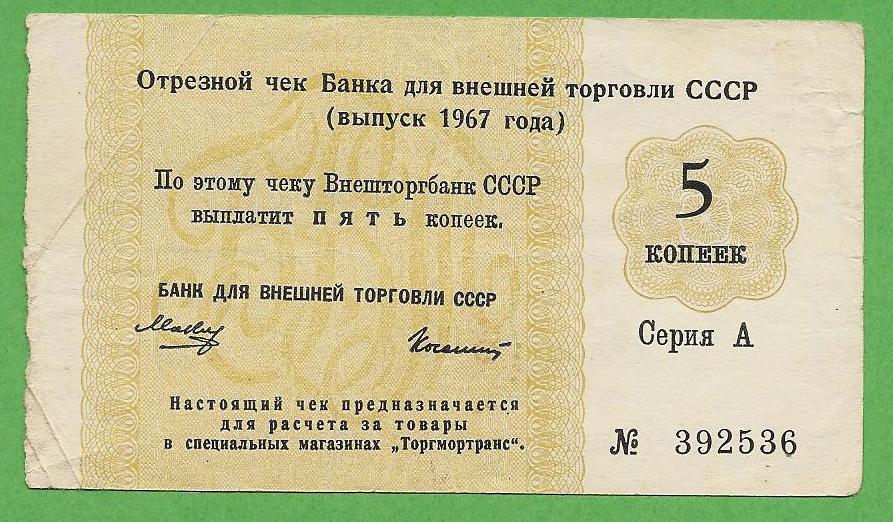 Отрезной чек Банка для внешней торговли СССР
(выпуск 1967 года)
По этому чеку Внешторгбанк СССР
выплатит пять копеек.
5
КОПЕЕК
БАНК ДЛЯ ВНЕШНЕЙ ТОРГОВЛИ СССР
Серия А
Настоящий чек предназначается
для расчета за товары
в специальных магазинах „Торгмортранс“.
№ 392536